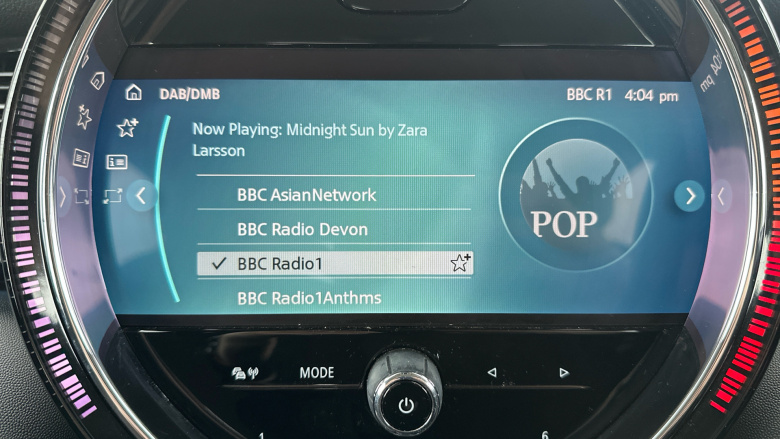 DAB/DMB
BBC R1 4:04 pm
Now Playing: Midnight Sun by Zara
Larsson
BBC AsianNetwork
BBC Radio Devon
BBC Radio1
BBC Radio1Anthms
POP
MODE